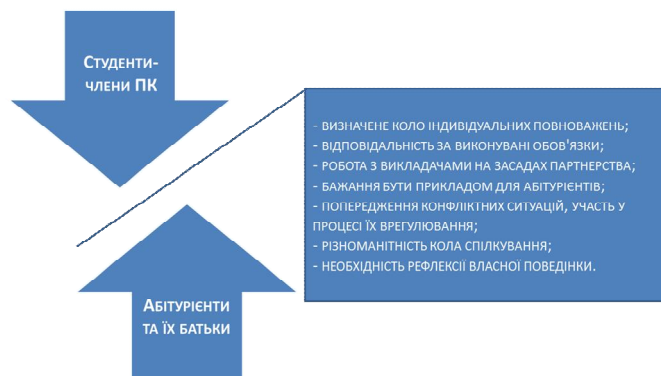 СТУДЕНТИ-
ЧЛЕНИ ПК
- ВИЗНАЧЕНЕ КОЛО ІНДИВІДУАЛЬНИХ ПОВНОВАЖЕНЬ;
- ВІДПОВІДАЛЬНІСТЬ ЗА ВИКОНУВАНІ ОБОВ'ЯЗКИ;
- РОБОТА З ВИКЛАДАЧАМИ НА ЗАСАДАХ ПАРТНЕРСТВА;
- БАЖАННЯ БУТИ ПРИКЛАДОМ ДЛЯ АБІТУРІЄНТІВ;
- ПОПЕРЕДЖЕННЯ КОНФЛІКТНИХ СИТУАЦІЙ, УЧАСТЬ У
ПРОЦЕСІ ЇХ ВРЕГУЛЮВАННЯ;
- РІЗНОМАНІТНІСТЬ КОЛА СПІЛКУВАННЯ;
- НЕОБХІДНІСТЬ РЕФЛЕКСІЇ ВЛАСНОЇ ПОВЕДІНКИ.
АБІТУРІЄНТИ
ТА ЇХ БАТЬКИ